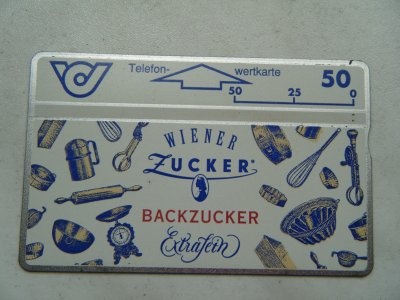 Telefon- wertkarte 50
50 25 0
WIENER
ZUCKER®
BACKZUCKER
Extrafein